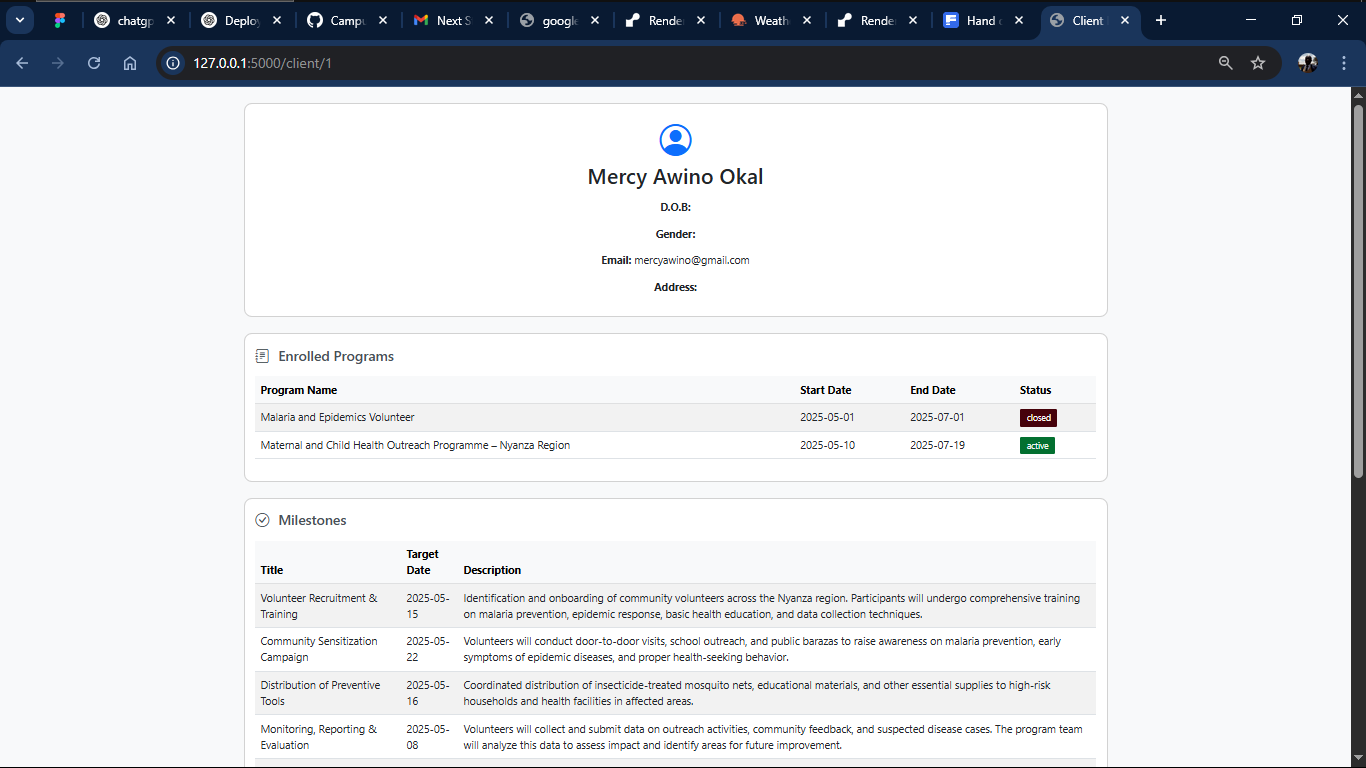 chatgp
Deploy
Campu
Next S
google
Render
Weath
Render
Hand o
Client
127.0.0.1:5000/client/1
Mercy Awino Okal
D.O.B:
Gender:
Email: mercyawino@gmail.com
Address:
Enrolled Programs
Program Name Start Date End Date Status
Malaria and Epidemics Volunteer 2025-05-01 2025-07-01 closed
Maternal and Child Health Outreach Programme – Nyanza Region 2025-05-10 2025-07-19 active
Milestones
Title Target Date Description
Volunteer Recruitment & Training 2025-05-15 Identification and onboarding of community volunteers across the Nyanza region. Participants will undergo comprehensive training on malaria prevention, epidemic response, basic health education, and data collection techniques.
Community Sensitization Campaign 2025-05-22 Volunteers will conduct door-to-door visits, school outreach, and public barazas to raise awareness on malaria prevention, early symptoms of epidemic diseases, and proper health-seeking behavior.
Distribution of Preventive Tools 2025-05-16 Coordinated distribution of insecticide-treated mosquito nets, educational materials, and other essential supplies to high-risk households and health facilities in affected areas.
Monitoring, Reporting & Evaluation 2025-05-08 Volunteers will collect and submit data on outreach activities, community feedback, and suspected disease cases. The program team will analyze this data to assess impact and identify areas for future improvement.